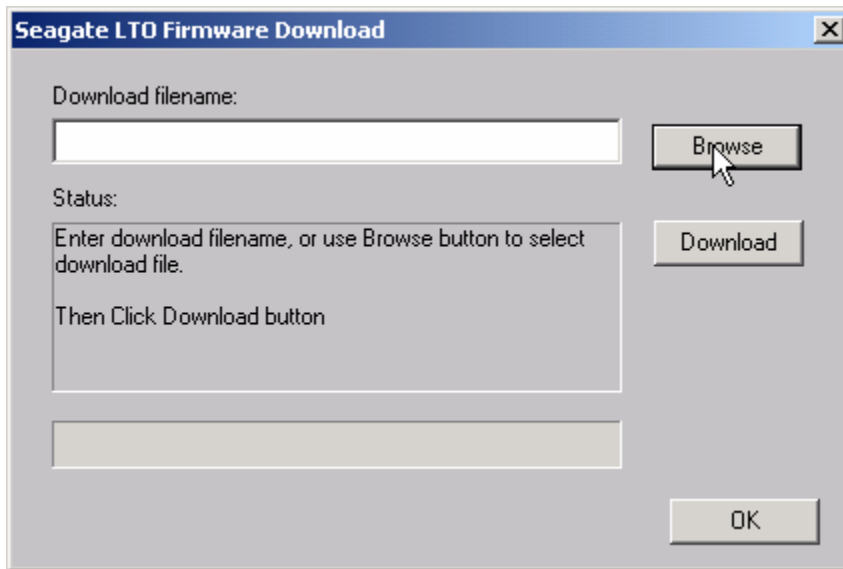 Seagate LTO Firmware Download
Download filename:
Browse
Status:
Enter download filename, or use Browse button to select
download file.
Then Click Download button
Download
OK